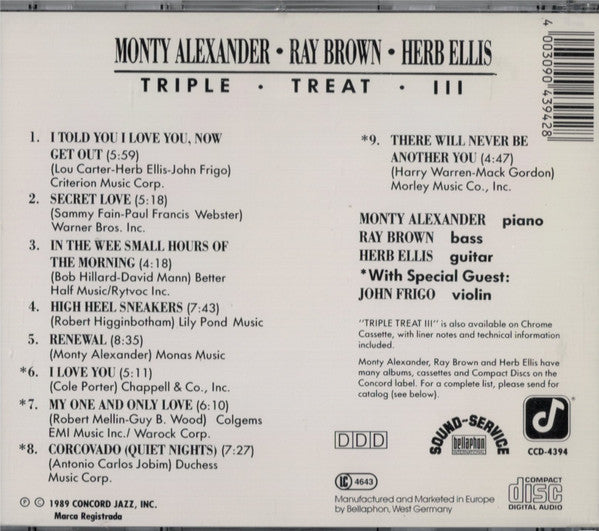 MONTY ALEXANDER • RAY BROWN • HERB ELLIS
TRIPLE • TREAT • III
4 003090 439428
1. I TOLD YOU I LOVE YOU, NOW
GET OUT (5:59)
(Lou Carter-Herb Ellis-John Frigo)
Criterion Music Corp.
2. SECRET LOVE (5:18)
(Sammy Fain-Paul Francis Webster)
Warner Bros. Inc.
3. IN THE WEE SMALL HOURS OF
THE MORNING (4:18)
(Bob Hillard-David Mann) Better
Half Music/Rytvoc Inc.
4. HIGH HEEL SNEAKERS (7:43)
(Robert Higginbotham) Lily Pond Music
5. RENEWAL (8:35)
(Monty Alexander) Monas Music
*6. I LOVE YOU (5:11)
(Cole Porter) Chappell & Co., Inc.
*7. MY ONE AND ONLY LOVE (6:10)
(Robert Mellin-Guy B. Wood) Colgems
EMI Music Inc./ Warock Corp.
*8. CORCOVADO (QUIET NIGHTS) (7:27)
(Antonio Carlos Jobim) Duchess
Music Corp.
℗ © 1989 CONCORD JAZZ, INC.
Marca Registrada
*9. THERE WILL NEVER BE
ANOTHER YOU (4:47)
(Harry Warren-Mack Gordon)
Morley Music Co., Inc.
MONTY ALEXANDER piano
RAY BROWN bass
HERB ELLIS guitar
*With Special Guest:
JOHN FRIGO violin
"TRIPLE TREAT III" is also available on Chrome
Cassette, with liner notes and technical information
included.
Monty Alexander, Ray Brown and Herb Ellis have
many albums, cassettes and Compact Discs on the
Concord label. For a complete list, please send for
catalog (see below).
DDD
SOUND-SERVICE
bellaphon
CCD-4394
LC 4643
Manufactured and Marketed in Europe
by Bellaphon, West Germany
COMPACT
disc
DIGITAL AUDIO